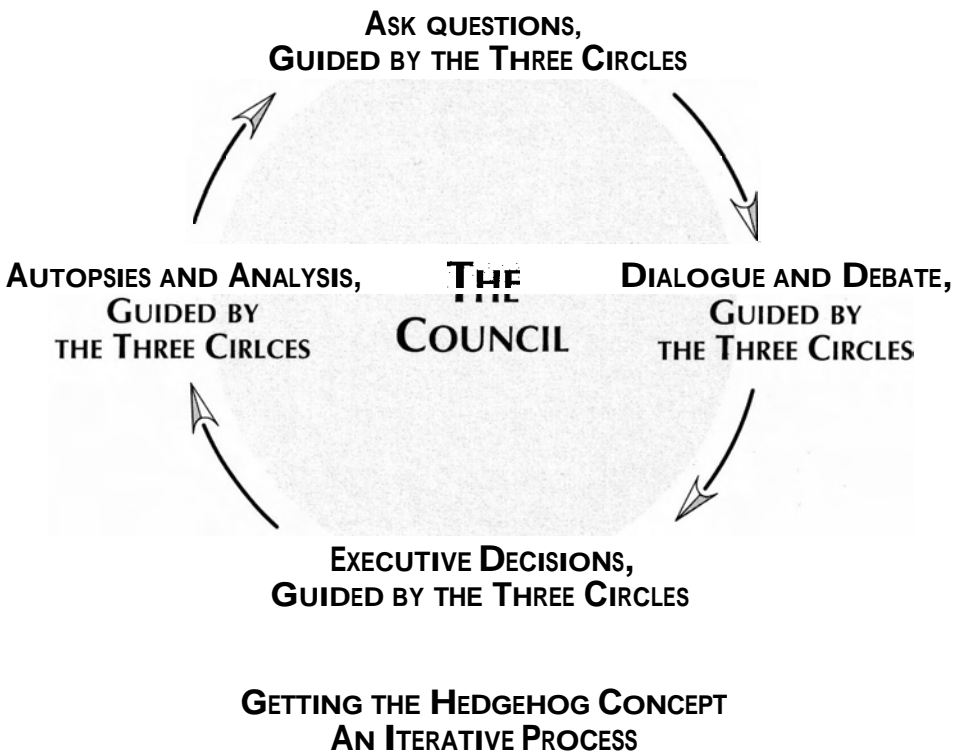 ASK QUESTIONS,
GUIDED BY THE THREE CIRCLES
AUTOPSIES AND ANALYSIS,
GUIDED BY
THE THREE CIRLCES
THE
COUNCIL
DIALOGUE AND DEBATE,
GUIDED BY
THE THREE CIRCLES
EXECUTIVE DECISIONS,
GUIDED BY THE THREE CIRCLES
GETTING THE HEDGEHOG CONCEPT
AN ITERATIVE PROCESS